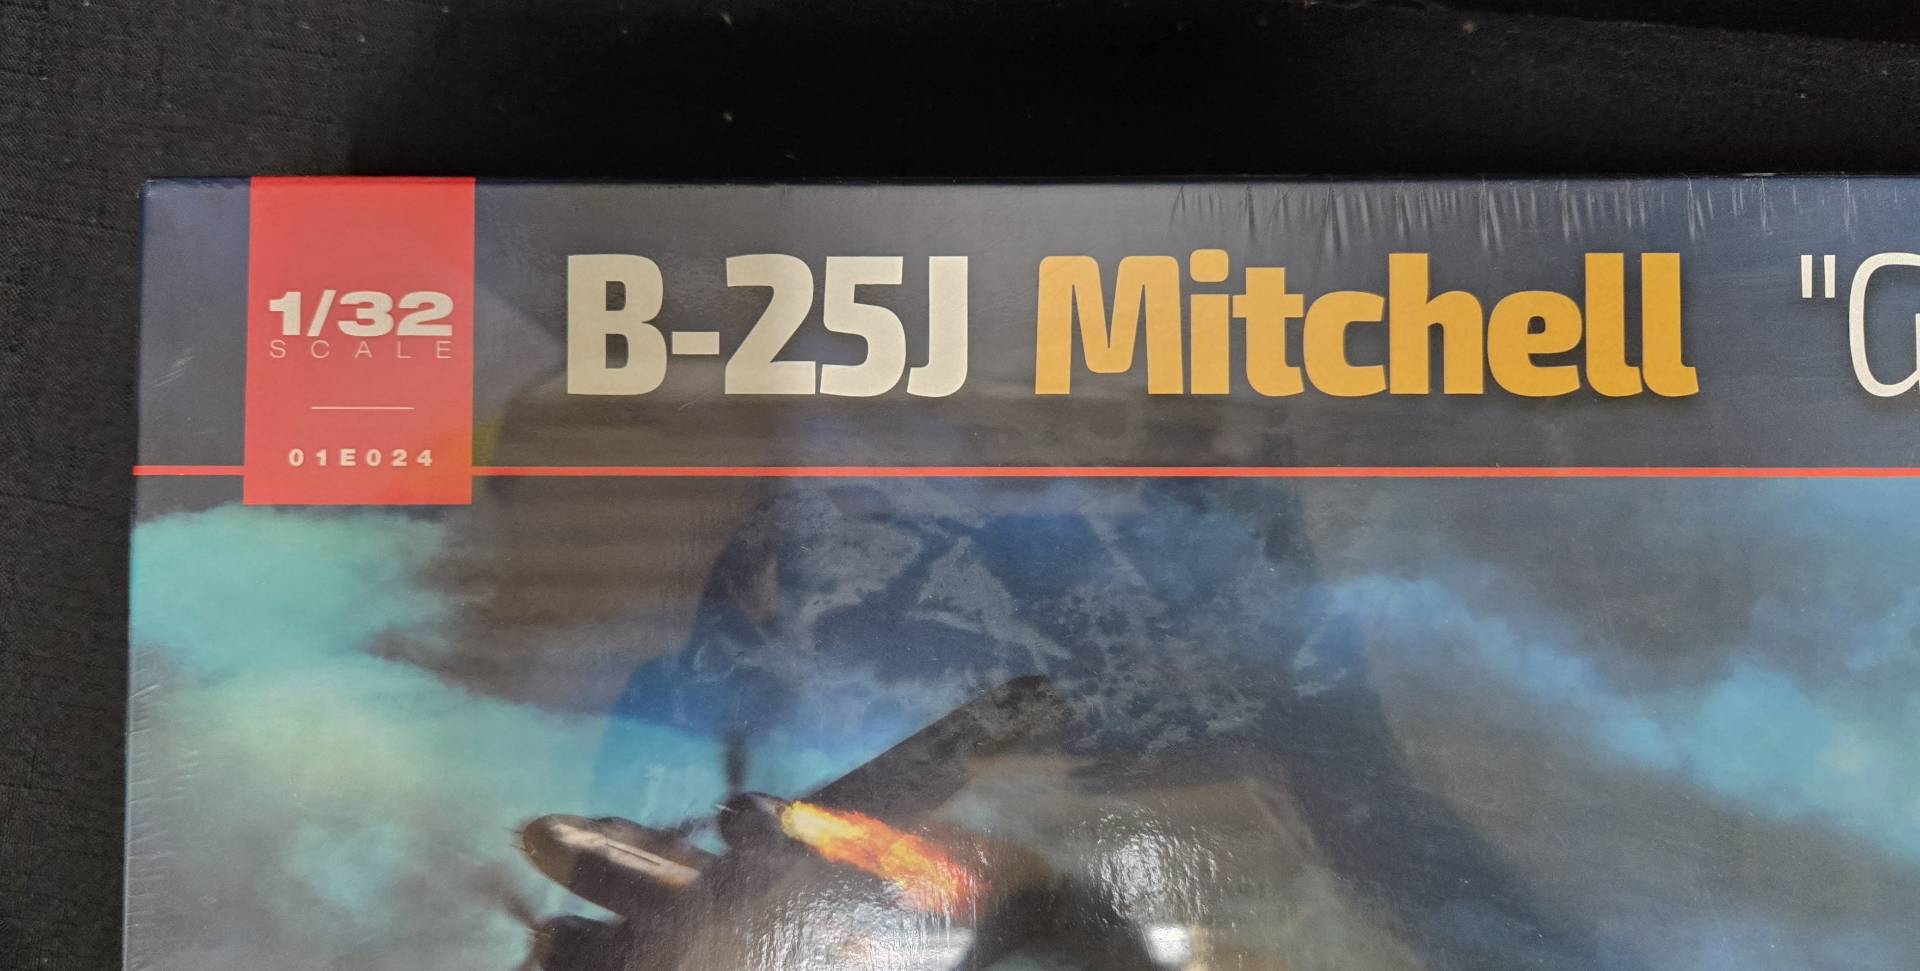 1/32
SCALE
01E024
B-25J Mitchell "G